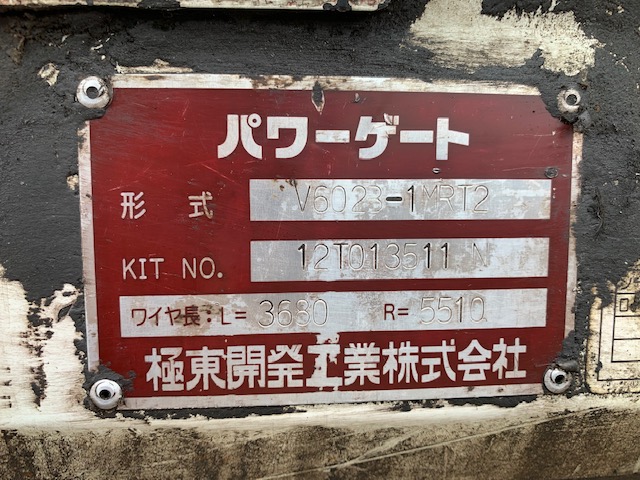 パワーゲート
形式 V6023-1MRT2
KIT NO. 12T013511 N
ワイヤ長・L= 3630 R= 5510
極東開発工業株式会社